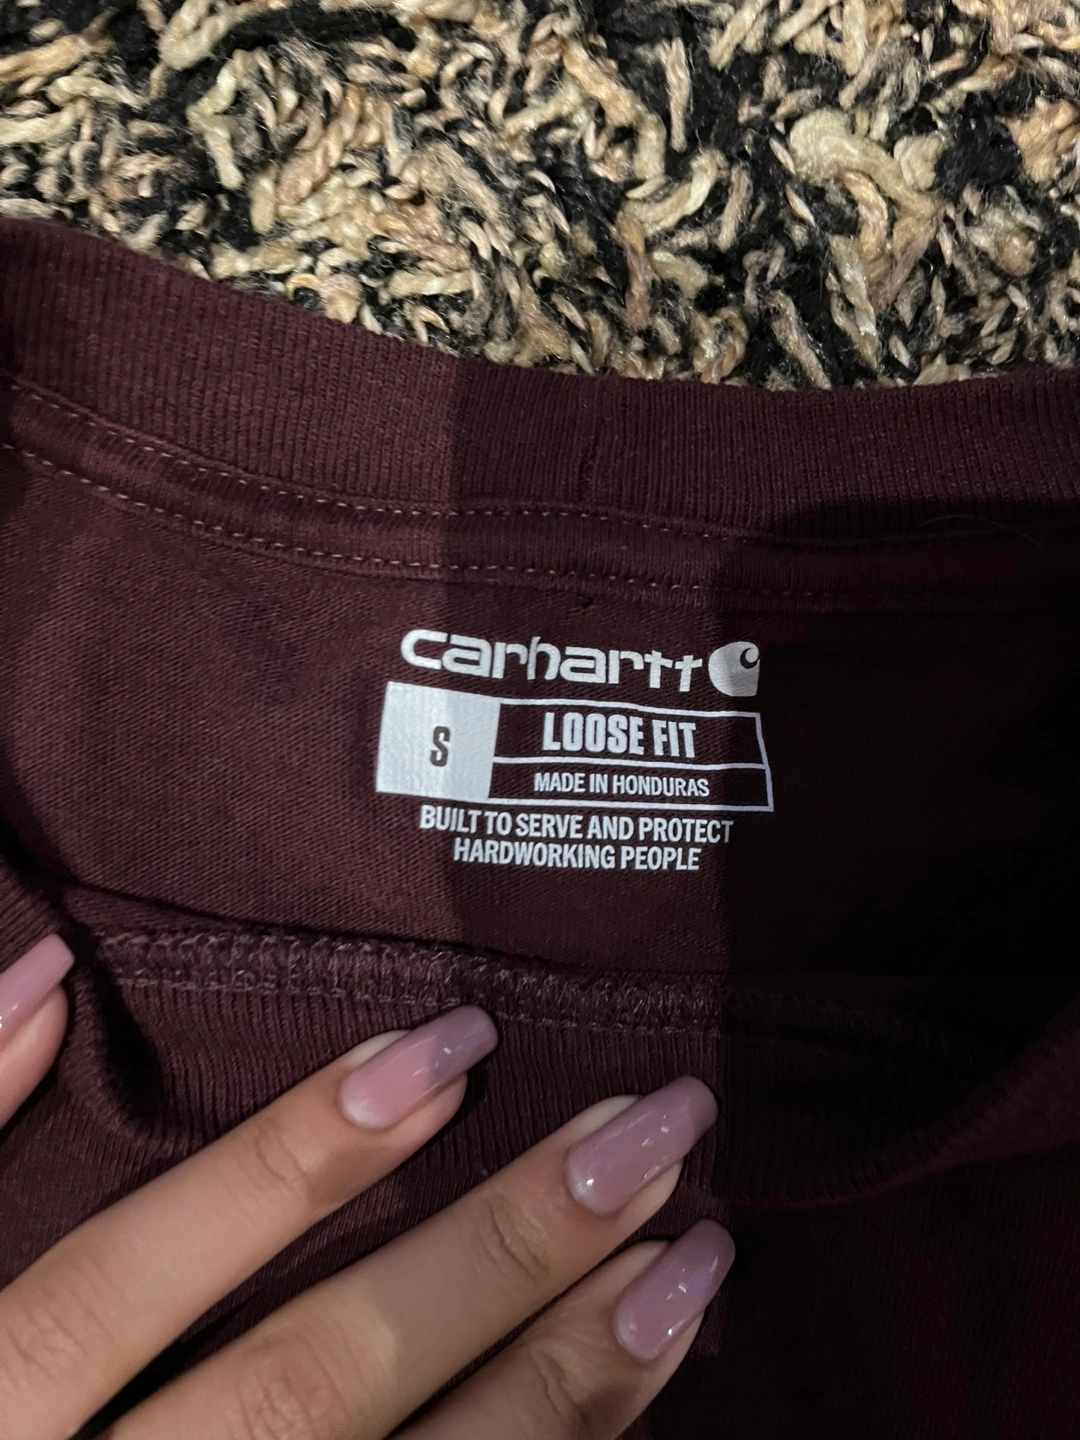 carhartt
S
LOOSE FIT
MADE IN HONDURAS
BUILT TO SERVE AND PROTECT
HARDWORKING PEOPLE